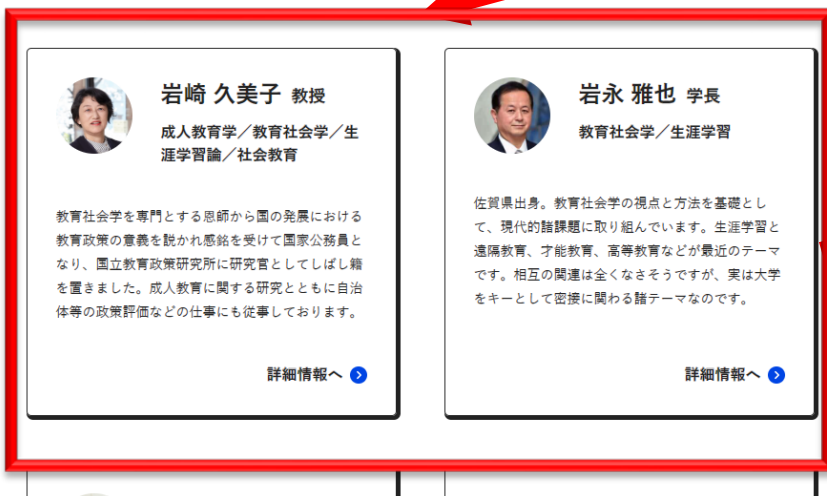 岩崎 久美子 教授
成人教育学／教育社会学／生
涯学習論／社会教育
教育社会学を専門とする恩師から国の発展における
教育政策の意義を説かれ感銘を受けて国家公務員と
なり、国立教育政策研究所に研究官としてしばし籍
を置きました。成人教育に関する研究とともに自治
体等の政策評価などの仕事にも従事しております。
詳細情報へ
岩永 雅也 学長
教育社会学／生涯学習
佐賀県出身。教育社会学の視点と方法を基礎とし
て、現代的諸課題に取り組んでいます。生涯学習と
遠隔教育、才能教育、高等教育などが最近のテーマ
です。相互の関連は全くなさそうですが、実は大学
をキーとして密接に関わる諸テーマなのです。
詳細情報へ